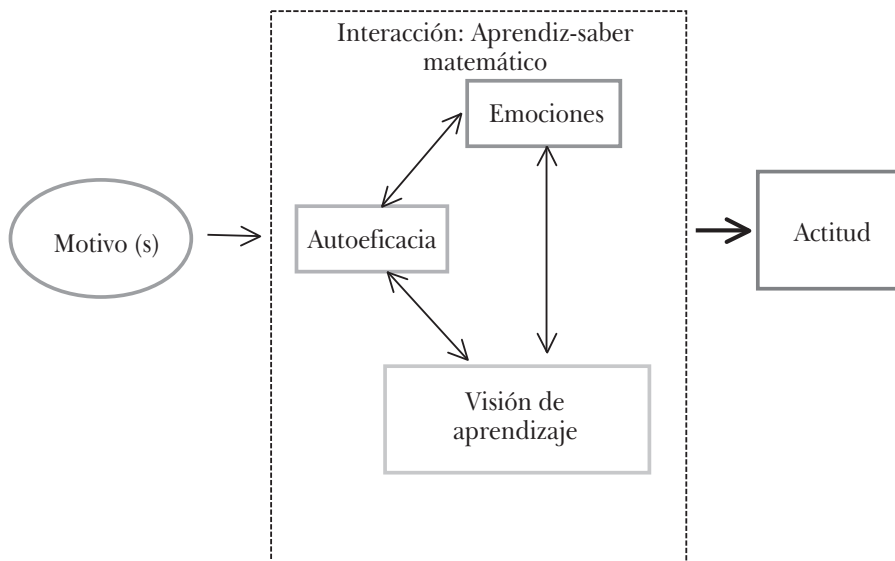 Interacción: Aprendiz-saber
matemático
Emociones
Motivo (s)
Autoeficacia
Actitud
Visión de
aprendizaje